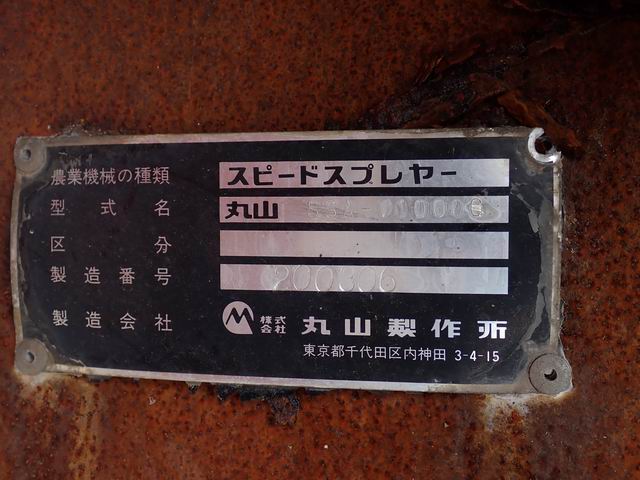 農業機械の種類 スピードスプレヤー
型式名 丸山
区分
製造番号 200606
製造会社 株式会社 丸山製作所
東京都千代田区内神田 3-4-15